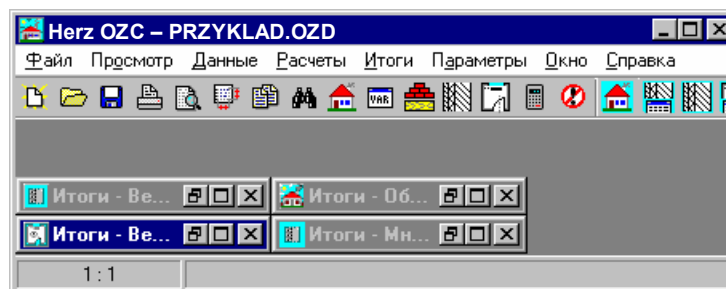 Herz OZC – PRZYKLAD.OZD
Файл Просмотр Данные Расчеты Итоги Параметры Окно Справка
VAR
Итоги - Ве... Итоги - Об...
Итоги - Ве... Итоги - Мн...
1:1